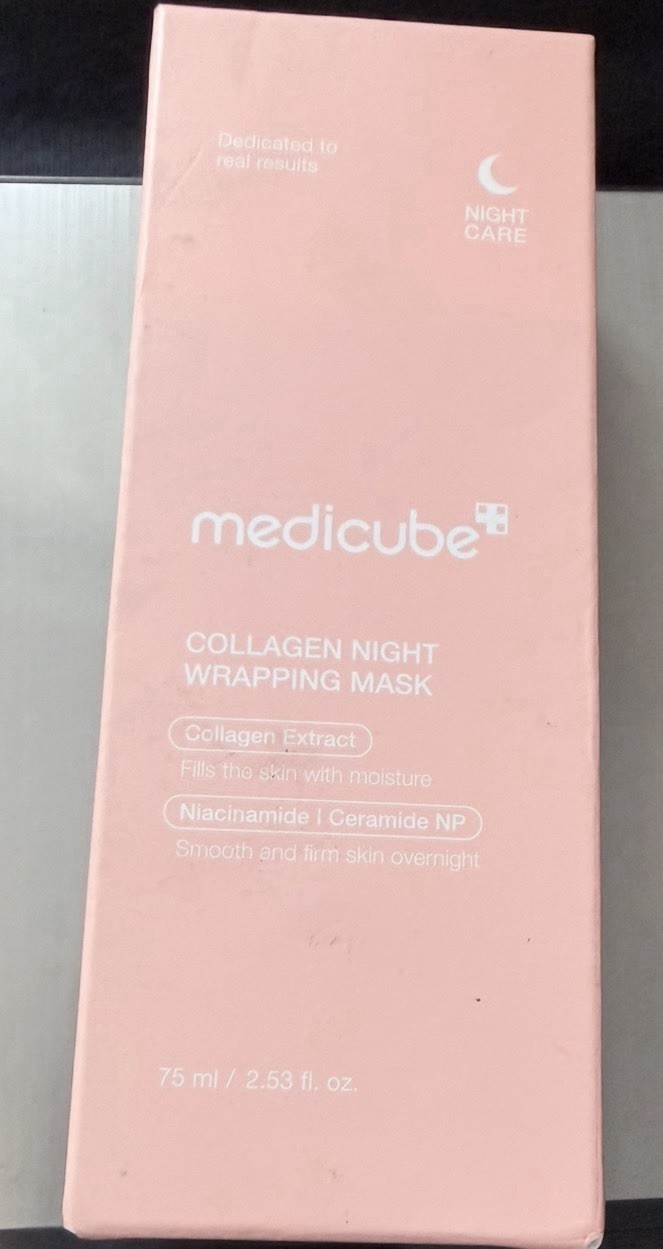 Dedicated to
real results
NIGHT
CARE
medicube
COLLAGEN NIGHT
WRAPPING MASK
Collagen Extract
Fills the skin with moisture
Niacinamide | Ceramide NP
Smooth and firm skin overnight
75 ml / 2.53 fl. oz.